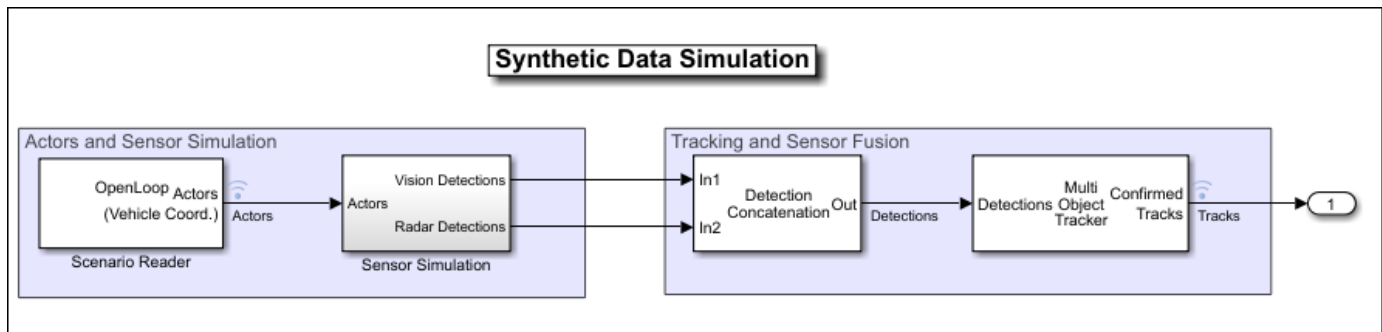 Synthetic Data Simulation
Actors and Sensor Simulation
OpenLoop
(Vehicle Coord.)
Actors
Scenario Reader
Actors
Actors
Vision Detections
Radar Detections
Sensor Simulation
Tracking and Sensor Fusion
In1
In2
Detection
Concatenation
Out
Detections
Detections
Multi
Object
Tracker
Confirmed
Tracks
Tracks
1